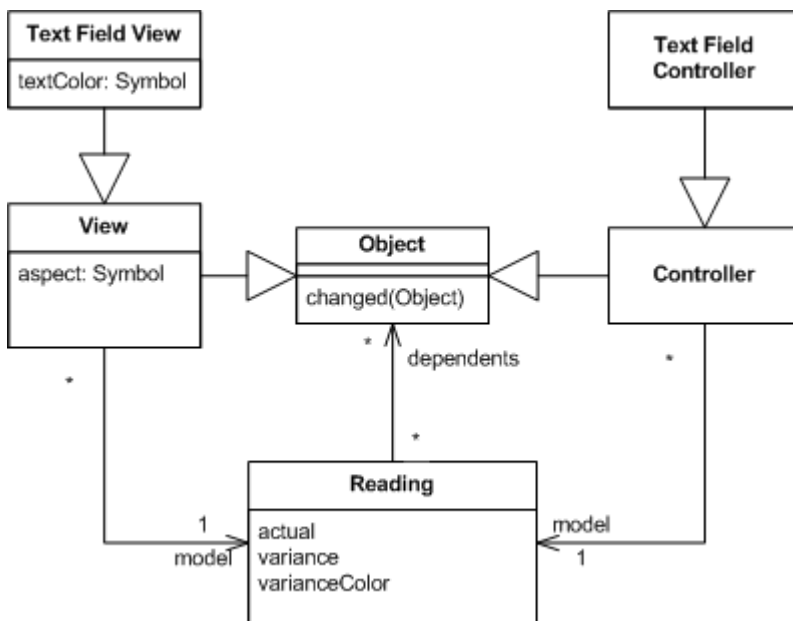 Text Field View
textColor: Symbol
Text Field
Controller
View
aspect: Symbol
Object
changed(Object)
Controller
*
*
dependents
*
*
Reading
actual
variance
varianceColor
1
model
model
1